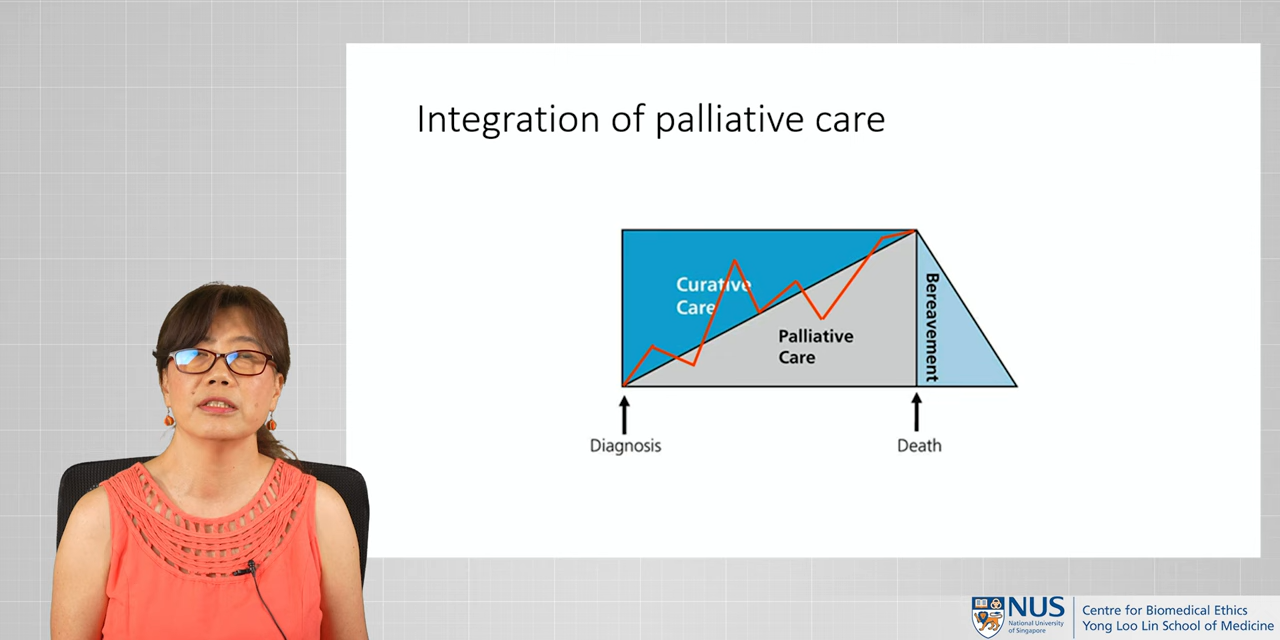 Integration of palliative care
Curative
Care
Palliative
Care
Bereavement
Diagnosis
Death
NUS
National University
of Singapore
Centre for Biomedical Ethics
Yong Loo Lin School of Medicine